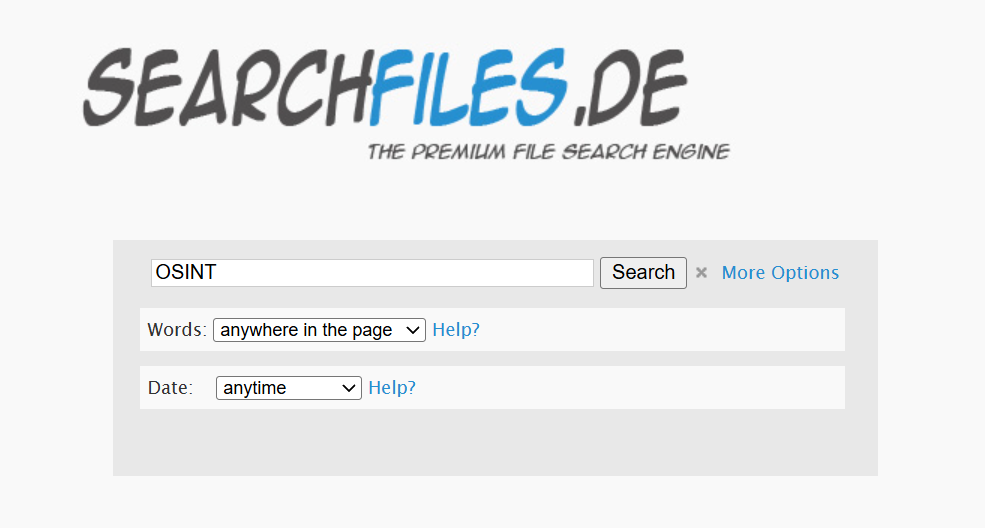 SEARCHFILES.DE
THE PREMIUM FILE SEARCH ENGINE
OSINT Search × More Options
Words: anywhere in the page Help?
Date: anytime Help?